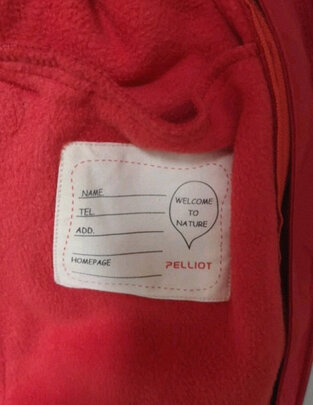 NAME
TEL
ADD.
HOMEPAGE
WELCOME
TO
NATURE
PELLIOT